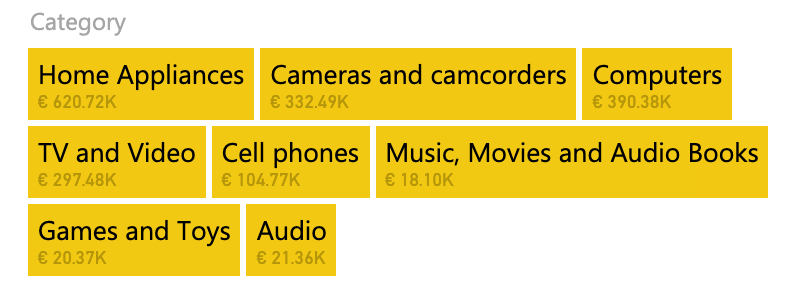 Category
Home Appliances Cameras and camcorders Computers
€ 620.72K € 332.49K € 390.38K
TV and Video Cell phones Music, Movies and Audio Books
€ 297.48K € 104.77K € 18.10K
Games and Toys Audio
€ 20.37K € 21.36K